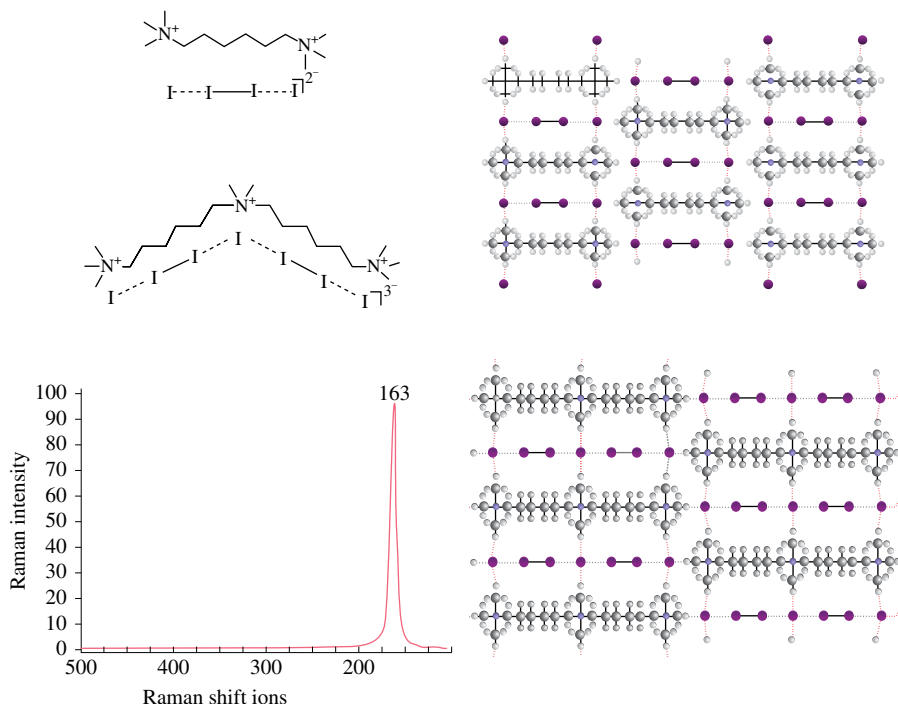 N+
N+
I I I I 2−
N+
N+ N+
I
I I
I I
I I 3−
163
100
90
80
70
60
50
40
30
20
10
0
Raman intensity
500 400 300 200
Raman shift ions